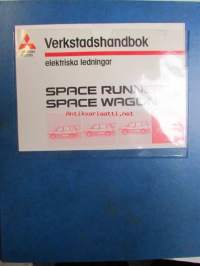 Verkstadshandbok
elektriska ledningar
SPACE RUNNER
SPACE WAGON
Antikvariaatti.net